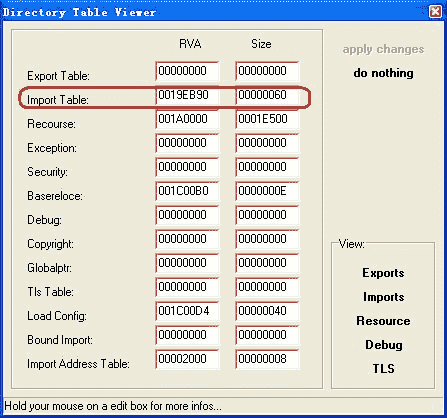 Directory Table Viewer
RVA Size
Export Table: 00000000 00000000
Import Table: 0019EB90 00000060
Recourse: 001A0000 0001E500
Exception: 00000000 00000000
Security: 00000000 00000000
Basereloce: 001C00B0 0000000E
Debug: 00000000 00000000
Copyright: 00000000 00000000
Globalptr: 00000000 00000000
Tls Table: 00000000 00000000
Load Config: 001C00D4 00000040
Bound Import: 00000000 00000000
Import Address Table: 00002000 00000008
apply changes
do nothing
View:
Exports
Imports
Resource
Debug
TLS
Hold your mouse on a edit box for more infos...